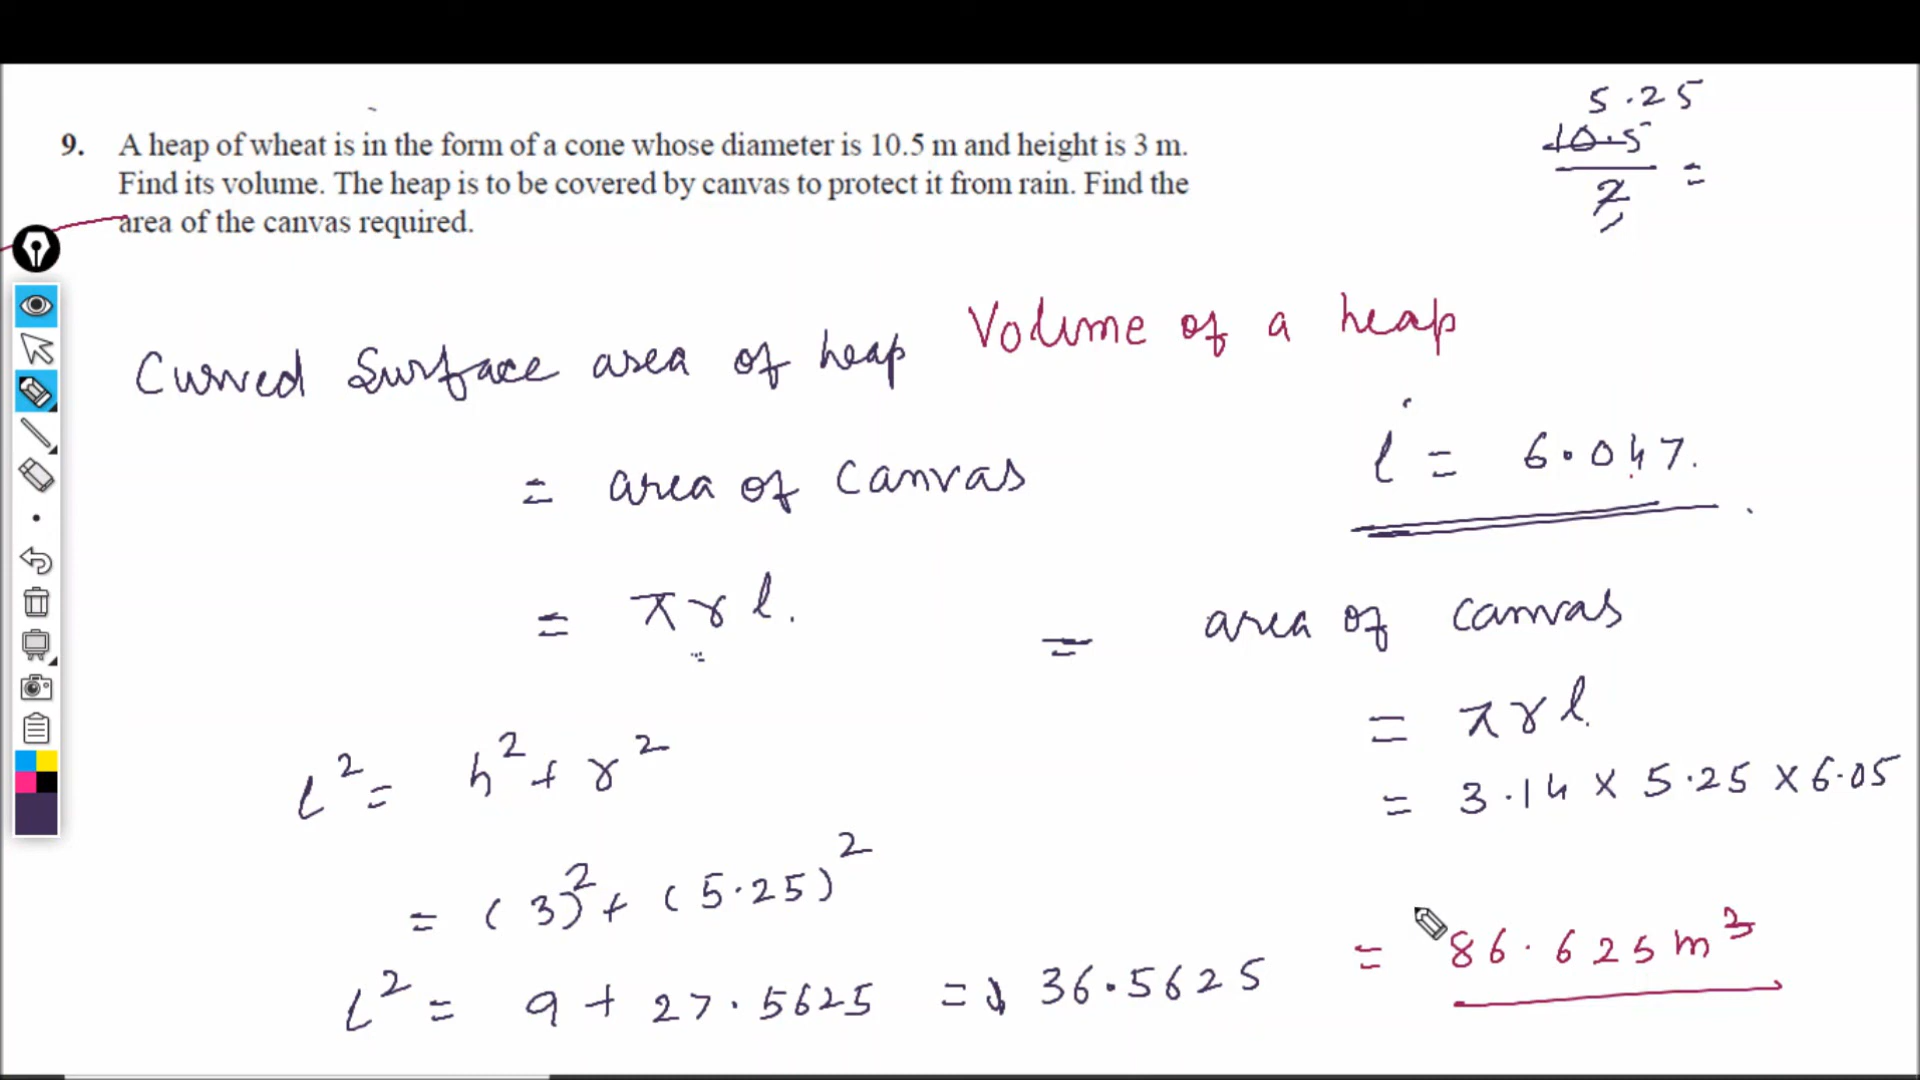 9. A heap of wheat is in the form of a cone whose diameter is 10.5 m and height is 3 m.
Find its volume. The heap is to be covered by canvas to protect it from rain. Find the
area of the canvas required.
5.25
10.5
2 =
Curved Surface area of heap
= area of canvas
= πrl.
l² = h² + r²
= (3)² + (5.25)²
l² = 9 + 27.5625 = 36.5625
Volume of a heap
l = 6.047.
= area of canvas
= πrl.
= 3.14 × 5.25 × 6.05
= 86.625 m³